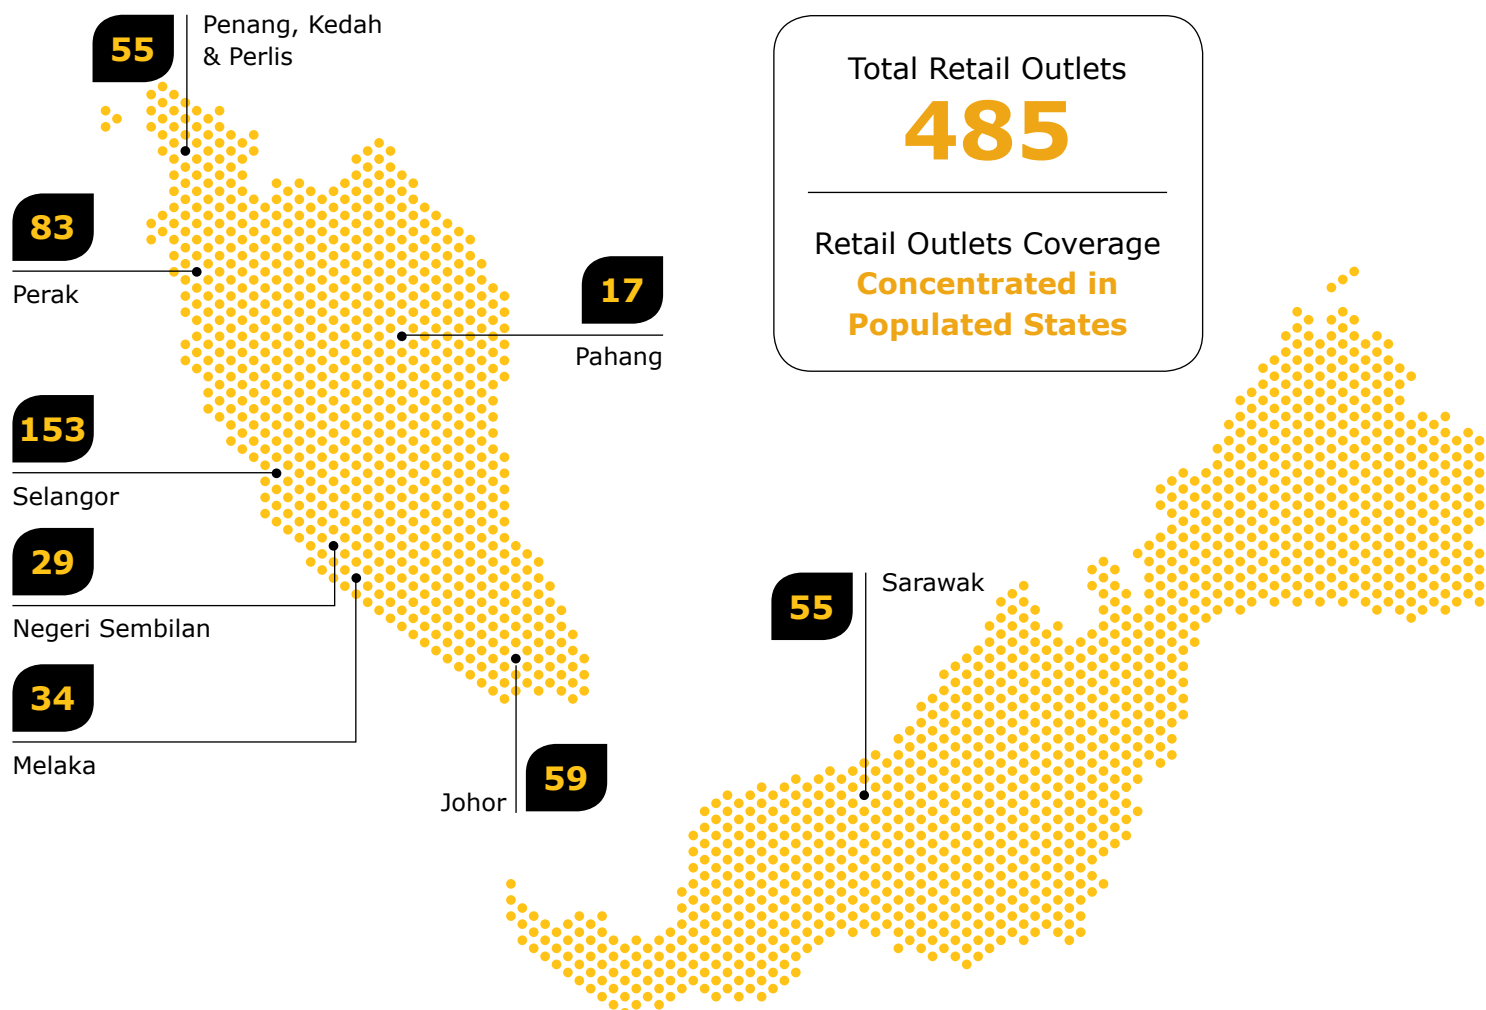 55
Penang, Kedah
& Perlis
83
Perak
17
Pahang
153
Selangor
29
Negeri Sembilan
34
Melaka
Johor
59
Total Retail Outlets
485
Retail Outlets Coverage
Concentrated in
Populated States
55
Sarawak